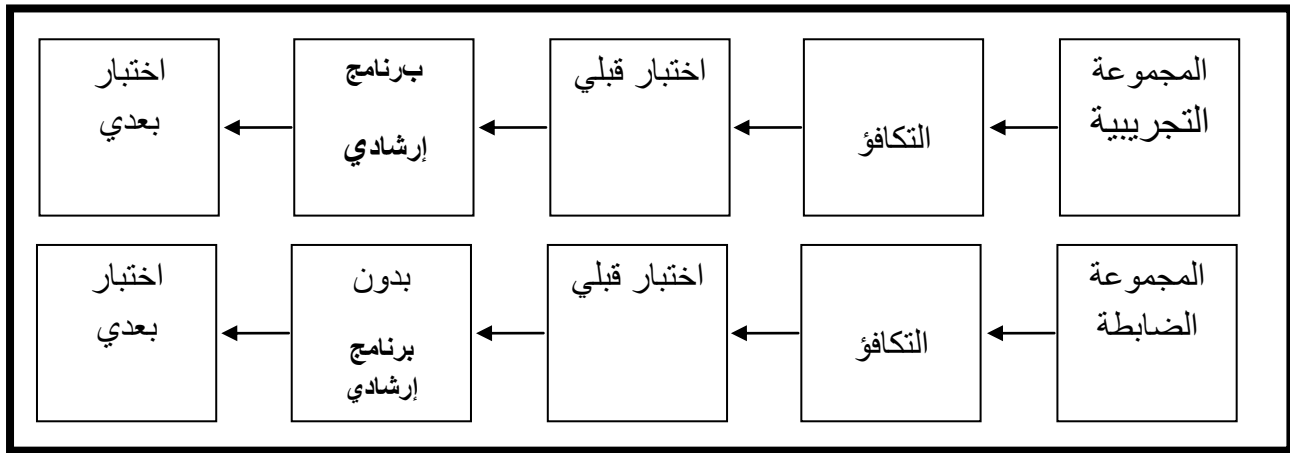 المجموعة
التجريبية
التكافؤ
اختبار قبلي
برنامج
إرشادي
اختبار
بعدي
المجموعة
الضابطة
التكافؤ
اختبار قبلي
بدون
برنامج
إرشادي
اختبار
بعدي